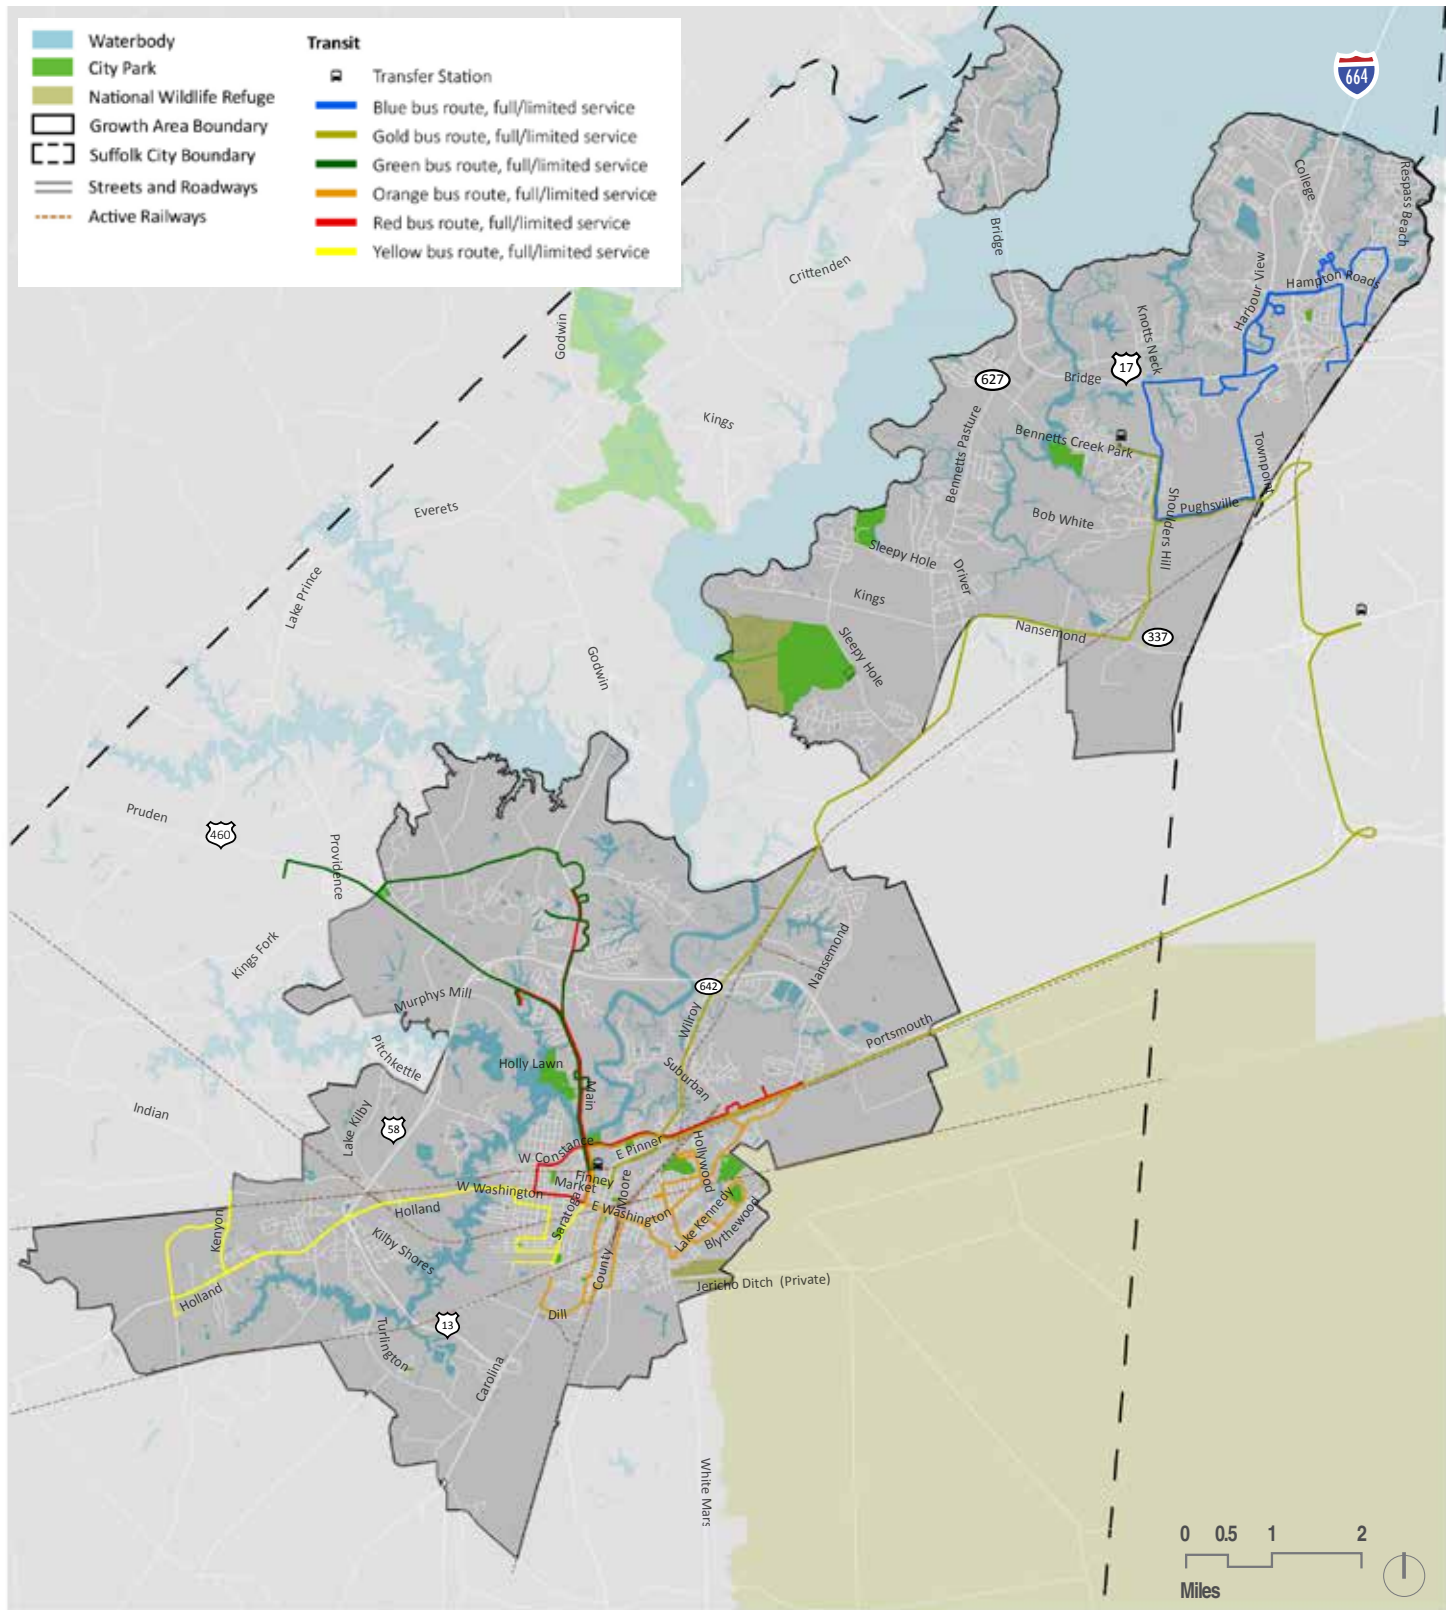 Waterbody
City Park
National Wildlife Refuge
Growth Area Boundary
Suffolk City Boundary
Streets and Roadways
Active Railways
Transit
Transfer Station
Blue bus route, full/limited service
Gold bus route, full/limited service
Green bus route, full/limited service
Orange bus route, full/limited service
Red bus route, full/limited service
Yellow bus route, full/limited service
664
College
Respass Beach
Bridge
Crittenden
Harbour View
Hampton Roads
Godwin
Knotts Neck
17
627
Bridge
Kings
Bennetts Pasture
Bennetts Creek Park
Townpoint
Everets
Shoulders Hill
Pughsville
Bob White
Sleepy Hole
Driver
Lake Prince
Kings
Nansemond
337
Sleepy Hole
Godwin
Pruden
460
Providence
Kings Fork
Nansemond
642
Murphys Mill
Wilroy
Portsmouth
Pitchkettle
Holly Lawn
Suburban
Main
Indian
Lake Kilby
58
W Constance
E Pinner
Hollywood
Finney
Market
Moore
W Washington
Saratoga
E Washington
Lake Kennedy
Blythewood
Holland
Kenyon
Kilby Shores
County
Jericho Ditch (Private)
Holland
Dill
13
Turlington
Carolina
White Mars
0 0.5 1 2
Miles